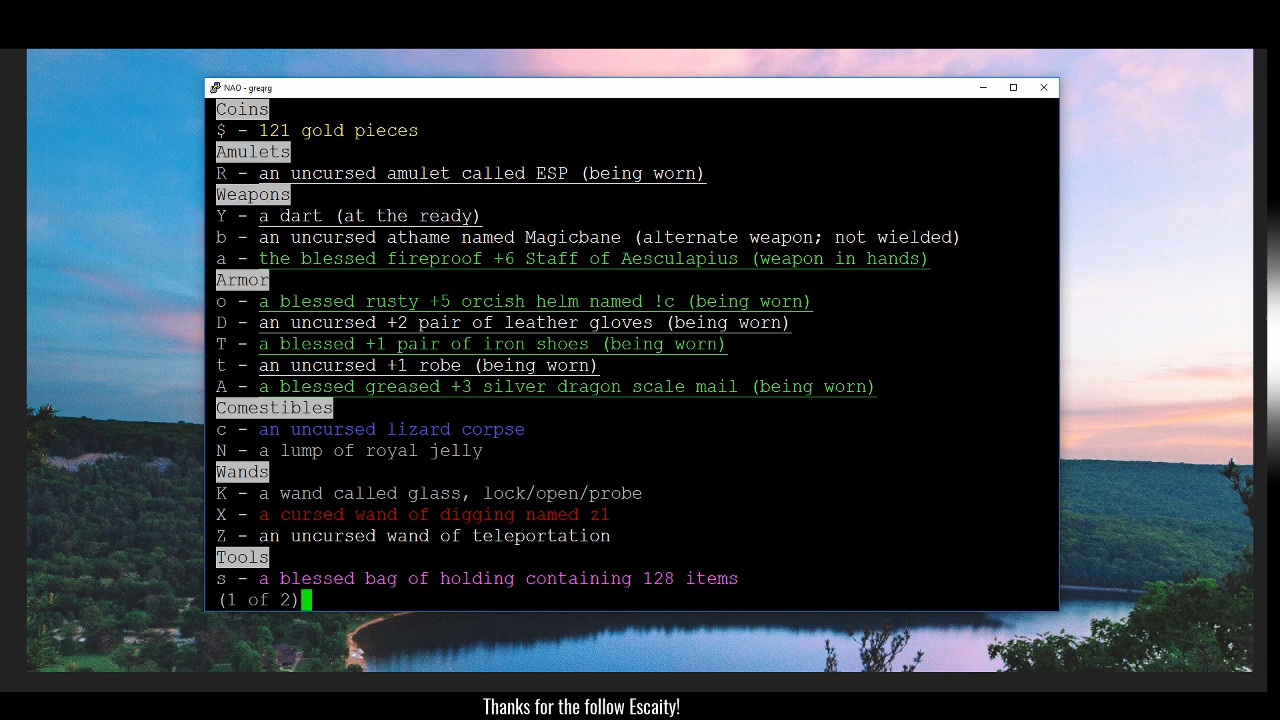 NAO - greqrg
Coins
$ - 121 gold pieces
Amulets
R - an uncursed amulet called ESP (being worn)
Weapons
Y - a dart (at the ready)
b - an uncursed athame named Magicbane (alternate weapon; not wielded)
a - the blessed fireproof +6 Staff of Aesculapius (weapon in hands)
Armor
o - a blessed rusty +5 orcish helm named !c (being worn)
D - an uncursed +2 pair of leather gloves (being worn)
T - a blessed +1 pair of iron shoes (being worn)
t - an uncursed +1 robe (being worn)
A - a blessed greased +3 silver dragon scale mail (being worn)
Comestibles
c - an uncursed lizard corpse
N - a lump of royal jelly
Wands
K - a wand called glass, lock/open/probe
X - a cursed wand of digging named z1
Z - an uncursed wand of teleportation
Tools
s - a blessed bag of holding containing 128 items
(1 of 2)
Thanks for the follow Escaity!